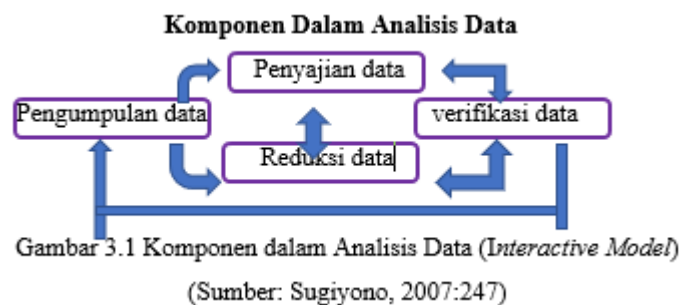 Komponen Dalam Analisis Data
Penyajian data
Pengumpulan data
verifikasi data
Reduksi data
Gambar 3.1 Komponen dalam Analisis Data (Interactive Model)
(Sumber: Sugiyono, 2007:247)